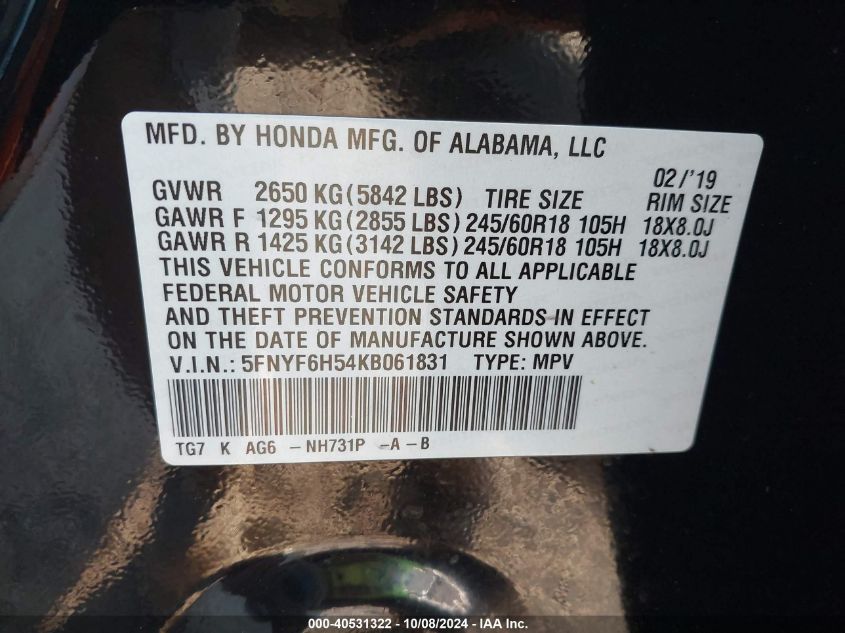 MFD. BY HONDA MFG. OF ALABAMA, LLC
02/'19
GVWR 2650 KG (5842 LBS) TIRE SIZE RIM SIZE
GAWR F 1295 KG (2855 LBS) 245/60R18 105H 18X8.0J
GAWR R 1425 KG (3142 LBS) 245/60R18 105H 18X8.0J
THIS VEHICLE CONFORMS TO ALL APPLICABLE
FEDERAL MOTOR VEHICLE SAFETY
AND THEFT PREVENTION STANDARDS IN EFFECT
ON THE DATE OF MANUFACTURE SHOWN ABOVE.
V.I.N.: 5FNYF6H54KB061831 TYPE: MPV
TG7 K AG6 – NH731P –A – B
000-40531322 - 10/08/2024 - IAA Inc.